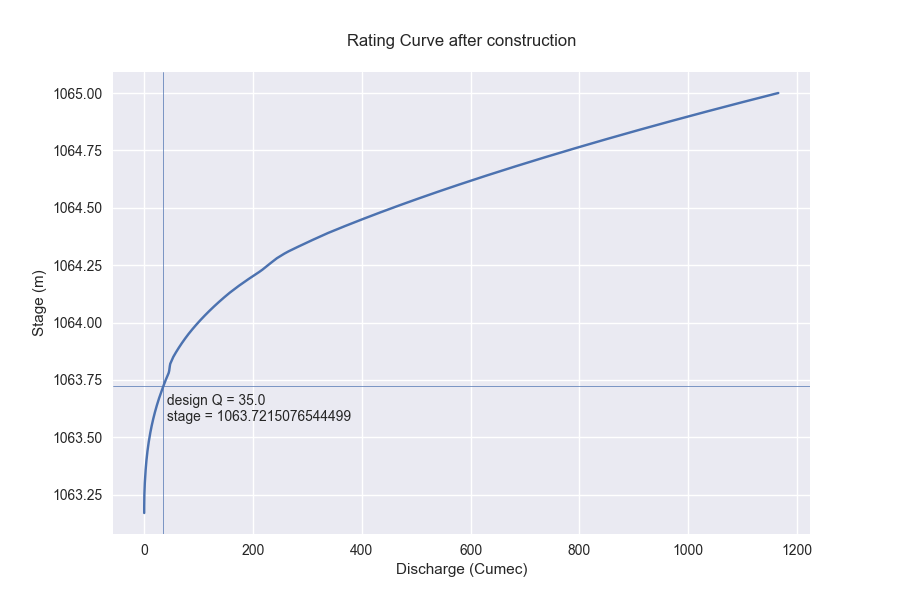 Rating Curve after construction
Stage (m)
1065.00
1064.75
1064.50
1064.25
1064.00
1063.75
1063.50
1063.25
design Q = 35.0
stage = 1063.7215076544499
0 200 400 600 800 1000 1200
Discharge (Cumec)